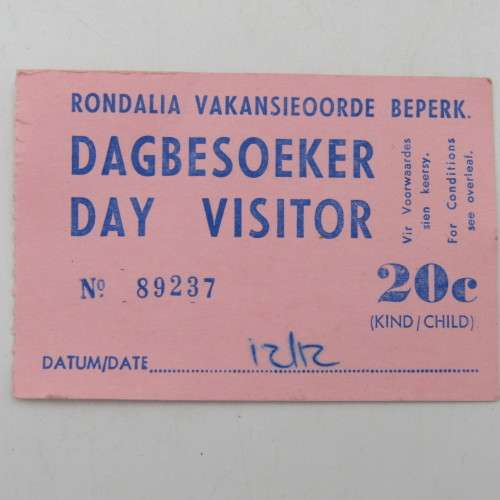 RONDALIA VAKANSIEOORDE BEPERK.
DAGBESOEKER
DAY VISITOR
Vir Voorwaardes
sien keersy.
For Conditions
see overleaf.
No 89237
20c
(KIND/CHILD)
DATUM/DATE 12/12